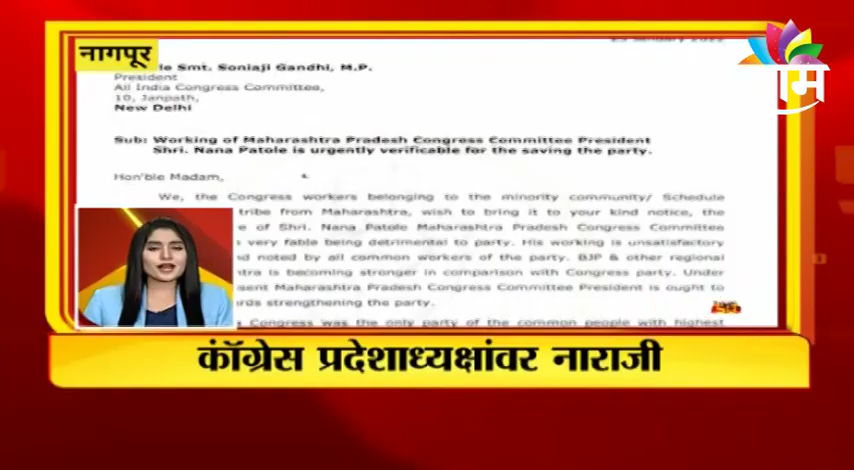 नागपूर
मि
Smt. Soniaji Gandhi, M.P.
President
All India Congress Committee,
10, Janpath,
New Delhi
Sub: Working of Maharashtra Pradesh Congress Committee President
Shri. Nana Patole is urgently verificable for the saving the party.
Hon'ble Madam,
We, the Congress workers belonging to the minority community/ Schedule
tribe from Maharashtra, wish to bring it to your kind notice, the
of Shri. Nana Patole Maharashtra Pradesh Congress Committee
very fable being detrimental to party. His working is unsatisfactory
noted by all common workers of the party. BJP & other regional
is becoming stronger in comparison with Congress party. Under
Maharashtra Pradesh Congress Committee President is ought to
strengthening the party.
Congress was the only party of the common people with highest
काँग्रेस प्रदेशाध्यक्षांवर नाराजी